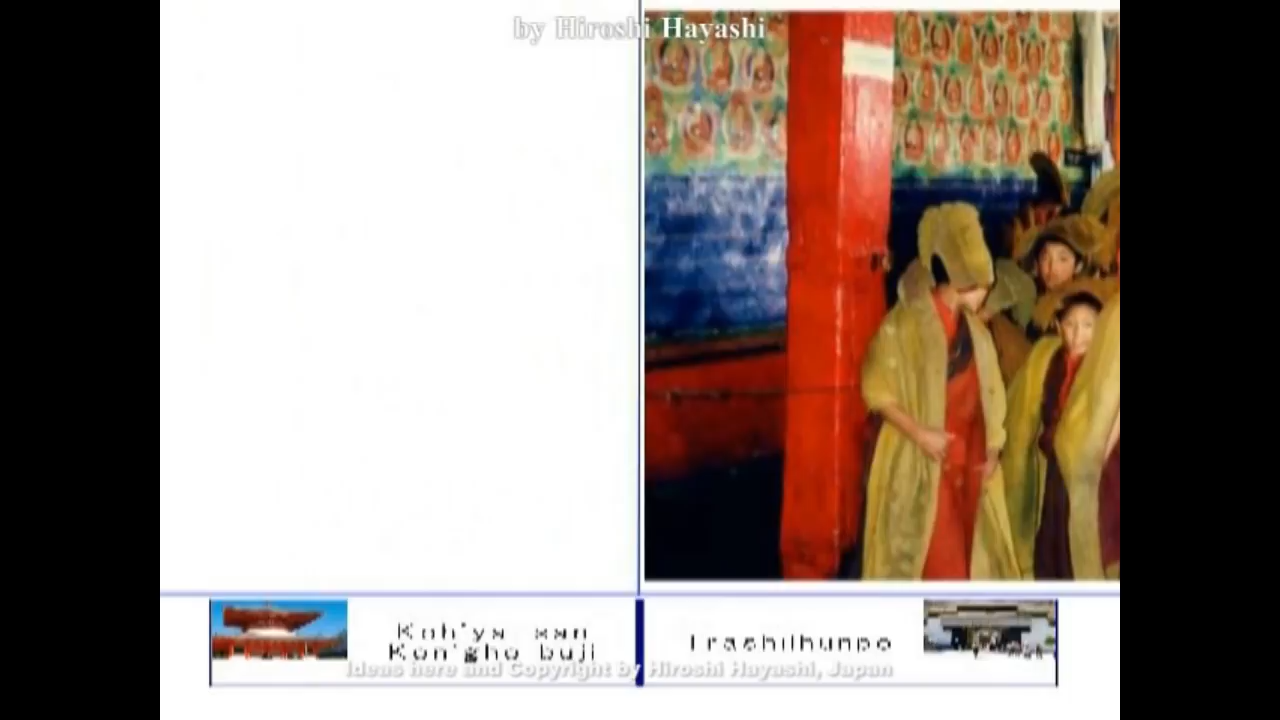 by Hiroshi Hayashi
Koh'ya san
Kon'gho buji
Trashilhunpo
Ideas here and Copyright by Hiroshi Hayashi, Japan